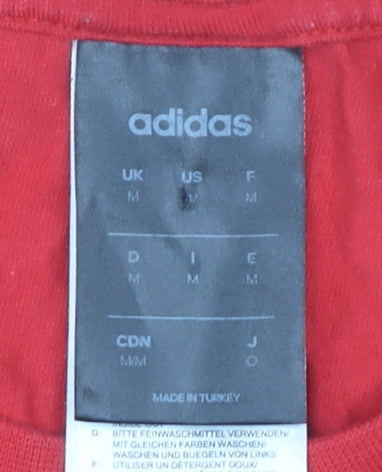 adidas
UK US F
M M
D I E
M M M
CDN J
M/M O
MADE IN TURKEY
D: BITTE FEINWASCHMITTEL VERWENDEN/
MIT GLEICHEN FARBEN WASCHEN/
WASCHEN UND BUEGELN VON LINKS
F UTILISER UN DÉTERGENT DOUX/